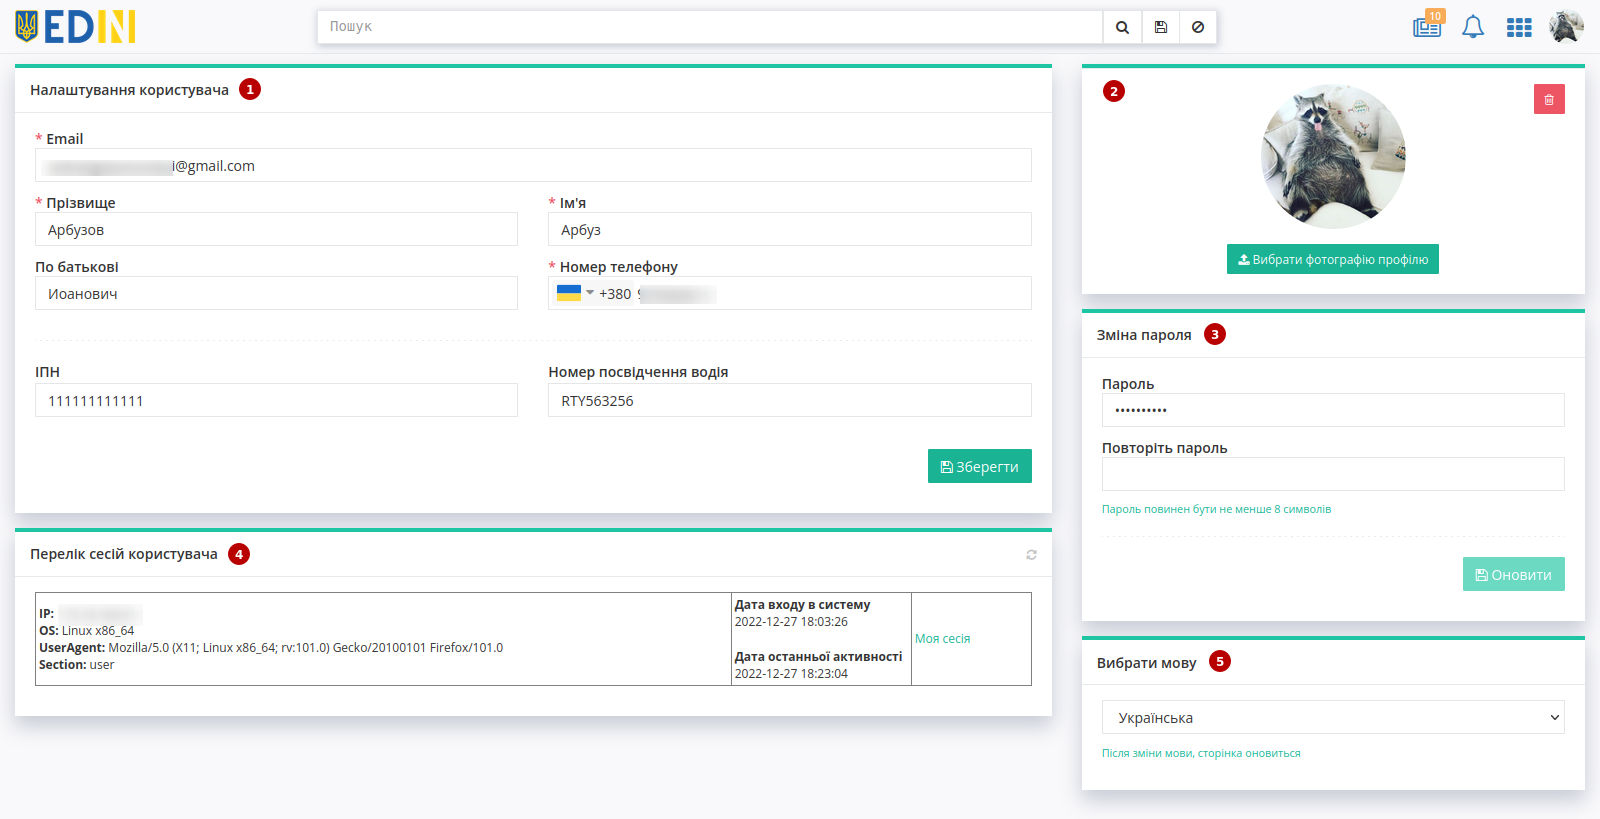 EDIN
Пошук
10
Налаштування користувача 1
* Email
i@gmail.com
* Прізвище
* Ім'я
Арбузов
Арбуз
По батькові
* Номер телефону
Иоанович
+380
ІПН
Номер посвідчення водія
111111111111
RTY563256
Зберегти
2
Вибрати фотографію профілю
Зміна пароля 3
Пароль
••••••••••
Повторіть пароль
Пароль повинен бути не менше 8 символів
Оновити
Перелік сесій користувача 4
IP:
OS: Linux x86_64
UserAgent: Mozilla/5.0 (X11; Linux x86_64; rv:101.0) Gecko/20100101 Firefox/101.0
Section: user
Дата входу в систему
2022-12-27 18:03:26
Дата останньої активності
2022-12-27 18:23:04
Моя сесія
Вибрати мову 5
Українська
Після зміни мови, сторінка оновиться